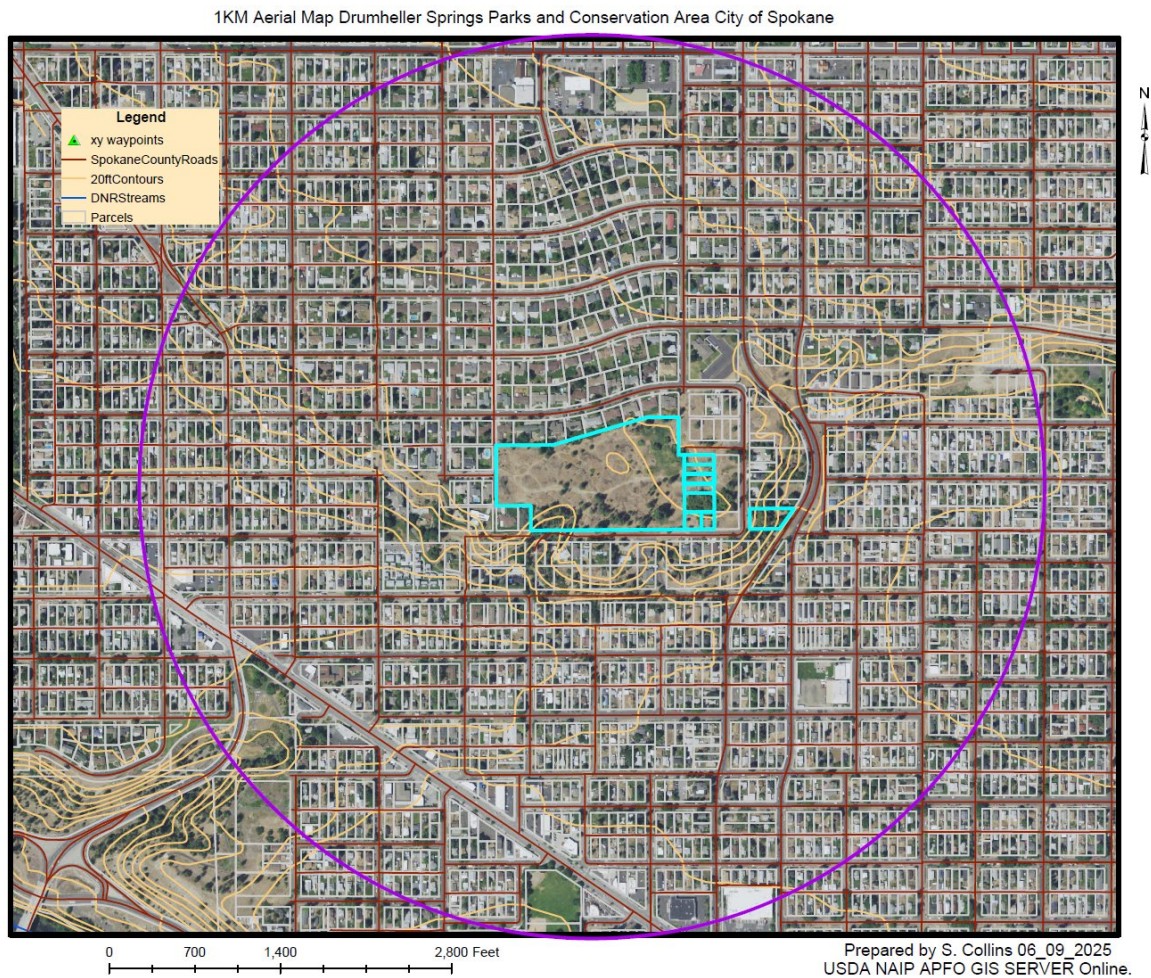 1KM Aerial Map Drumheller Springs Parks and Conservation Area City of Spokane
N
Legend
xy waypoints
SpokaneCountyRoads
20ftContours
DNRStreams
Parcels
0 700 1,400 2,800 Feet
Prepared by S. Collins 06_09_2025
USDA NAIP APFO GIS SERVER Online.